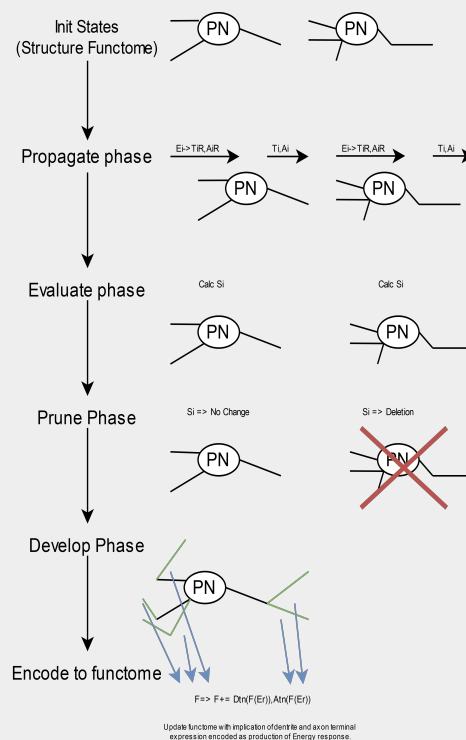 Init States
(Structure Functome)
PN
PN
Propagate phase
Ei->TiR,AiR
Ti,Ai
Ei->TiR,AiR
Ti,Ai
PN
PN
Evaluate phase
Calc Si
Calc Si
PN
PN
Prune Phase
Si => No Change
Si => Deletion
PN
PN
Develop Phase
PN
Encode to functome
F=> F+= Dtn(F(Er)),Atn(F(Er))
Update functome with implication of dentrite and axon terminal
expression encoded as production of Energy response.